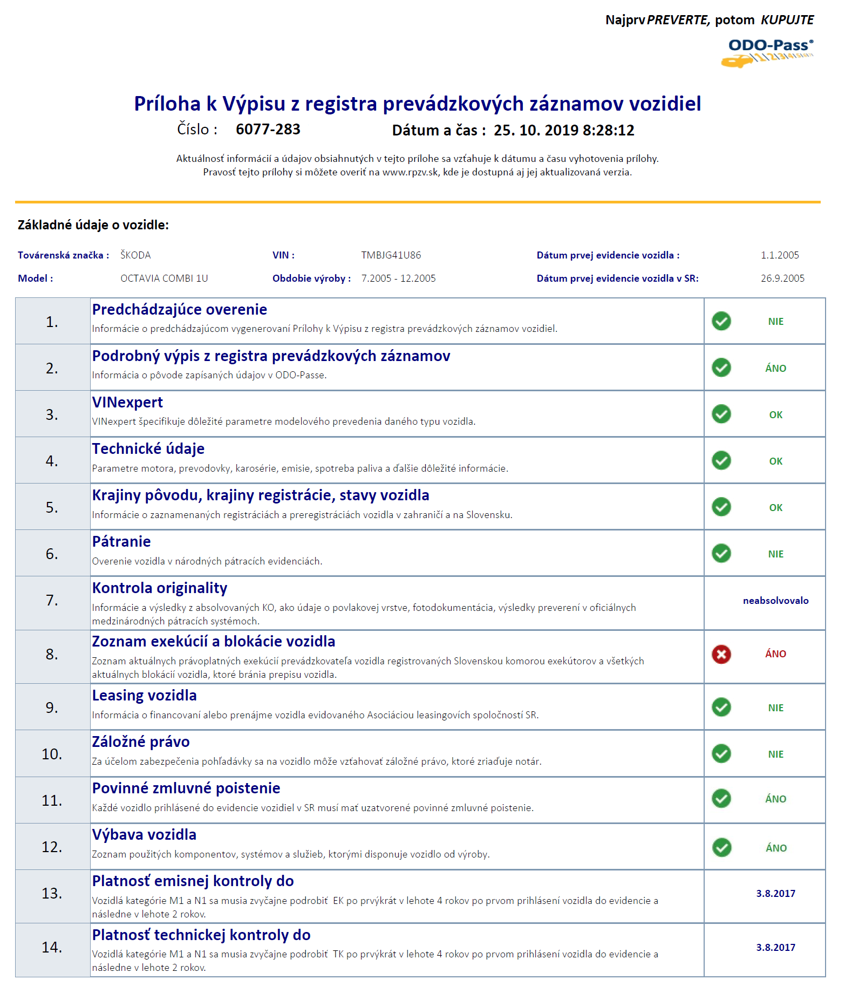 Najprv PREVERTE, potom KUPUJTE
ODO-Pass®
1 2 3 4 5 6 7
Príloha k Výpisu z registra prevádzkových záznamov vozidiel
Číslo : 6077-283 Dátum a čas : 25. 10. 2019 8:28:12
Aktuálnosť informácií a údajov obsiahnutých v tejto prílohe sa vzťahuje k dátumu a času vyhotovenia prílohy.
Pravosť tejto prílohy si môžete overiť na www.rpzv.sk, kde je dostupná aj jej aktualizovaná verzia.
Základné údaje o vozidle:
Továrenská značka : ŠKODA VIN : TMBJG41U86 Dátum prvej evidencie vozidla : 1.1.2005
Model : OCTAVIA COMBI 1U Obdobie výroby : 7.2005 - 12.2005 Dátum prvej evidencie vozidla v SR: 26.9.2005
Predchádzajúce overenie
1. NIE
Informácie o predchádzajúcom vygenerovaní Prílohy k Výpisu z registra prevádzkových záznamov vozidiel.
Podrobný výpis z registra prevádzkových záznamov
2. ÁNO
Informácia o pôvode zapísaných údajov v ODO-Passe.
VINexpert
3. OK
VINexpert špecifikuje dôležité parametre modelového prevedenia daného typu vozidla.
Technické údaje
4. OK
Parametre motora, prevodovky, karosérie, emisie, spotreba paliva a ďalšie dôležité informácie.
Krajiny pôvodu, krajiny registrácie, stavy vozidla
5. OK
Informácie o zaznamenaných registráciách a preregistráciách vozidla v zahraničí a na Slovensku.
Pátranie
6. NIE
Overenie vozidla v národných pátracích evidenciách.
Kontrola originality
7. neabsolvovalo
Informácie a výsledky z absolvovaných KO, ako údaje o povlakovej vrstve, fotodokumentácia, výsledky preverení v oficiálnych
medzinárodných pátracích systémoch.
Zoznam exekúcií a blokácie vozidla
8. ÁNO
Zoznam aktuálnych právoplatných exekúcií prevádzkovateľa vozidla registrovaných Slovenskou komorou exekútorov a všetkých
aktuálnych blokácií vozidla, ktoré bránia prepisu vozidla.
Leasing vozidla
9. NIE
Informácia o financovaní alebo prenájme vozidla evidovaného Asociáciou leasingovích spoločností SR.
Záložné právo
10. NIE
Za účelom zabezpečenia pohľadávky sa na vozidlo môže vzťahovať záložné právo, ktoré zriaďuje notár.
Povinné zmluvné poistenie
11. ÁNO
Každé vozidlo prihlásené do evidencie vozidiel v SR musí mať uzatvorené povinné zmluvné poistenie.
Výbava vozidla
12. ÁNO
Zoznam použitých komponentov, systémov a služieb, ktorými disponuje vozidlo od výroby.
Platnosť emisnej kontroly do
13. 3.8.2017
Vozidlá kategórie M1 a N1 sa musia zvyčajne podrobiť EK po prvýkrát v lehote 4 rokov po prvom prihlásení vozidla do evidencie a
následne v lehote 2 rokov.
Platnosť technickej kontroly do
14. 3.8.2017
Vozidlá kategórie M1 a N1 sa musia zvyčajne podrobiť TK po prvýkrát v lehote 4 rokov po prvom prihlásení vozidla do evidencie a
následne v lehote 2 rokov.